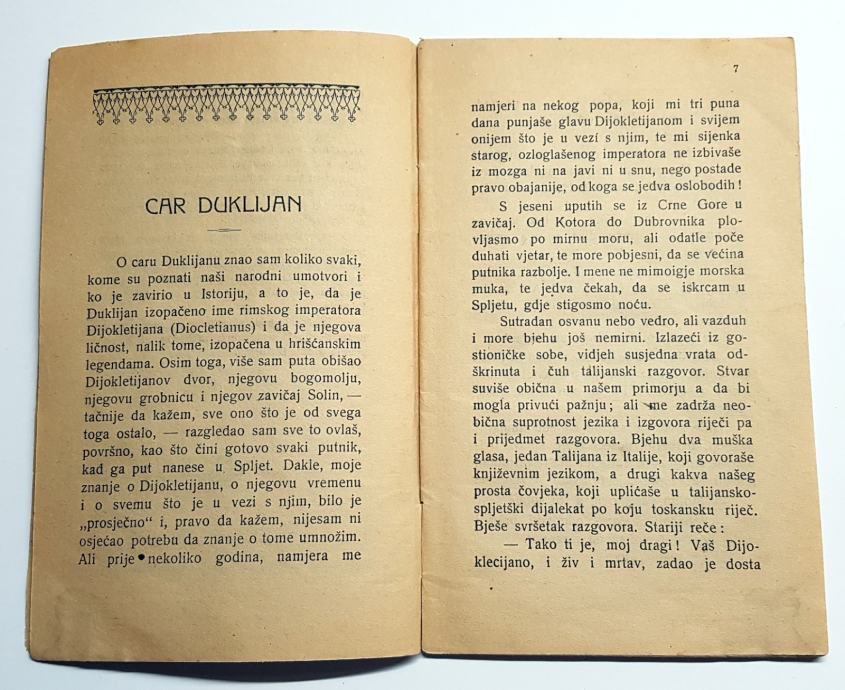 CAR DUKLIJAN
O caru Duklijanu znao sam koliko svaki,
kome su poznati naši narodni umotvori i
ko je zavirio u Istoriju, a to je, da je
Duklijan izopačeno ime rimskog imperatora
Dijokletijana (Diocletianus) i da je njegova
ličnost, nalik tome, izopačena u hrišćanskim
legendama. Osim toga, više sam puta obišao
Dijokletijanov dvor, njegovu bogomolju,
njegovu grobnicu i njegov zavičaj Solin, —
tačnije da kažem, sve ono što je od svega
toga ostalo, — razgledao sam sve to ovlaš,
površno, kao što čini gotovo svaki putnik,
kad ga put nanese u Spljet. Dakle, moje
znanje o Dijokletijanu, o njegovu vremenu
i o svemu što je u vezi s njim, bilo je
„prosječno“ i, pravo da kažem, nijesam ni
osjećao potrebu da znanje o tome umnožim.
Ali prije nekoliko godina, namjera me
7
namjeri na nekog popa, koji mi tri puna
dana punjaše glavu Dijokletijanom i svijem
onijem što je u vezi s njim, te mi sijenka
starog, ozloglašenog imperatora ne izbivaše
iz mozga ni na javi ni u snu, nego postade
pravo obajanije, od koga se jedva oslobodih!
S jeseni uputih se iz Crne Gore u
zavičaj. Od Kotora do Dubrovnika plo-
vljasmo po mirnu moru, ali odatle poče
duhati vjetar, te more pobjesni, da se većina
putnika razbolje. I mene ne mimoigje morska
muka, te jedva čekah, da se iskrcam u
Spljetu, gdje stigosmo noću.
Sutradan osvanu nebo vedro, ali vazduh
i more bjehu još nemirni. Izlazeći iz go-
stioničke sobe, vidjeh susjedna vrata od-
škrinuta i čuh talijanski razgovor. Stvar
suviše obična u našem primorju a da bi
mogla privući pažnju; ali me zadrža neo-
bična suprotnost jezika i izgovora riječi pa
i prijedmet razgovora. Bjehu dva muška
glasa, jedan Talijana iz Italije, koji govoraše
književnim jezikom, a drugi kakva našeg
prosta čovjeka, koji uplićaše u talijansko-
spljetški dijalekat po koju toskansku riječ.
Bješe svršetak razgovora. Stariji reče:
— Tako ti je, moj dragi! Vaš Dijo-
klecijano, i živ i mrtav, zadao je dosta